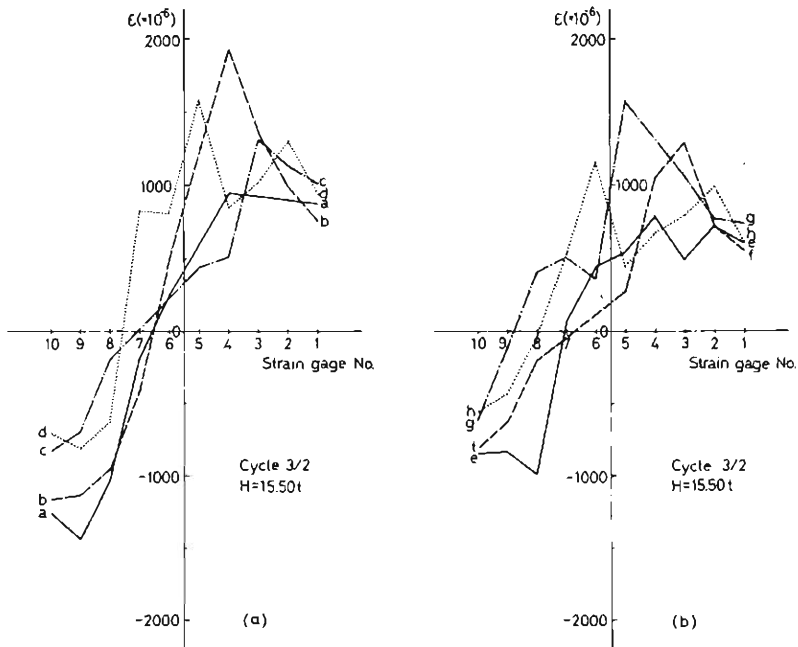 ε(×10⁻⁶)
2000
1000
0
-1000
-2000
10 9 8 7 6 5 4 3 2 1
Strain gage No.
c
d
a
b
d
c
b
a
Cycle 3/2
H=15.50t
(a)
ε(×10⁻⁶)
2000
1000
0
-1000
-2000
10 9 8 7 6 5 4 3 2 1
Strain gage No.
g
h
e
f
h
g
f
e
Cycle 3/2
H=15.50t
(b)